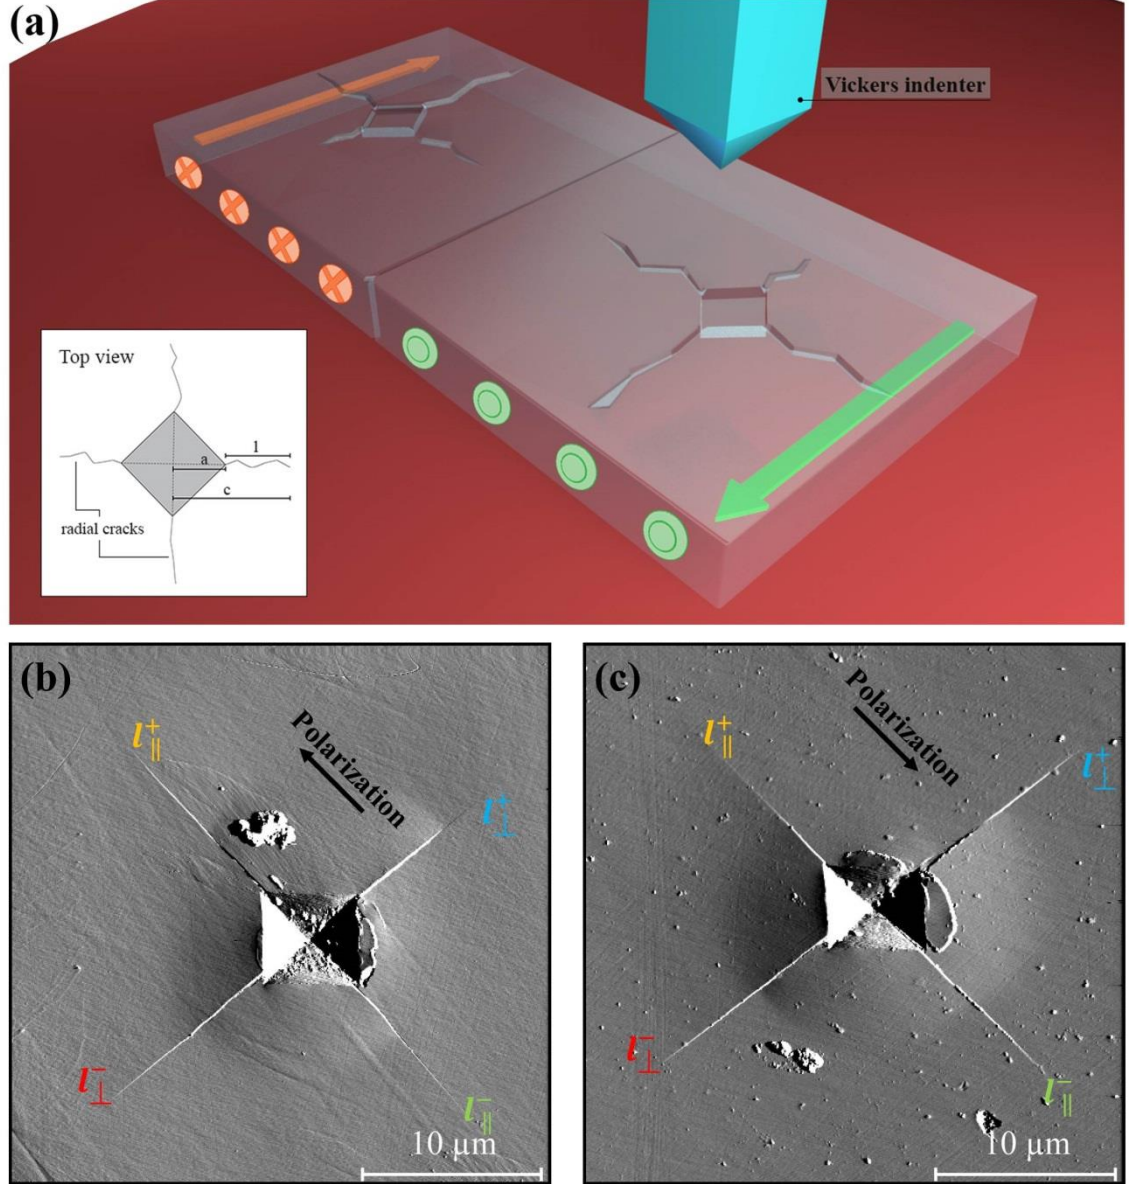 (a)
Vickers indenter
Top view
l
a
c
radial cracks
(b)
Polarization
l∥+
l⊥+
l⊥−
l∥−
10 μm
(c)
Polarization
l∥+
l⊥+
l⊥−
l∥−
10 μm